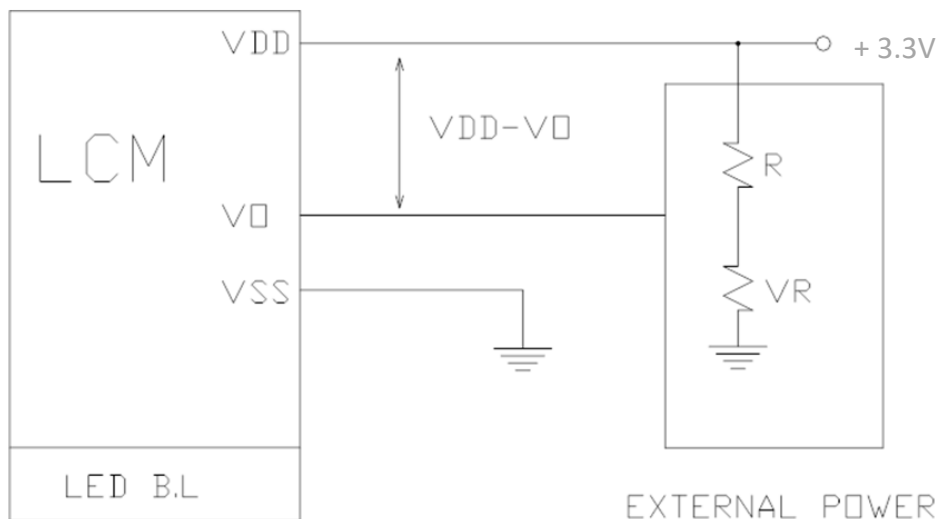 VDD
+ 3.3V
VDD-VO
LCM
R
VO
VSS
VR
LED B.L
EXTERNAL POWER